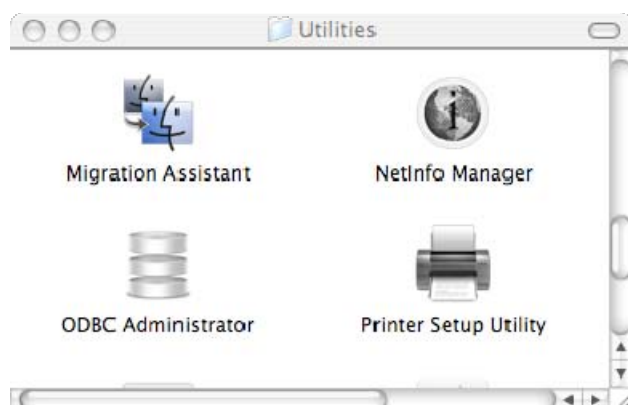 Utilities
Migration Assistant
NetInfo Manager
ODBC Administrator
Printer Setup Utility